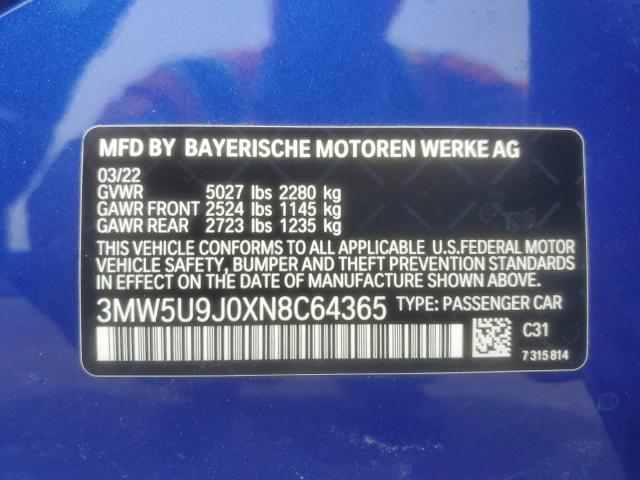 MFD BY BAYERISCHE MOTOREN WERKE AG
03/22
GVWR 5027 lbs 2280 kg
GAWR FRONT 2524 lbs 1145 kg
GAWR REAR 2723 lbs 1235 kg
THIS VEHICLE CONFORMS TO ALL APPLICABLE U.S.FEDERAL MOTOR
VEHICLE SAFETY, BUMPER AND THEFT PREVENTION STANDARDS
IN EFFECT ON THE DATE OF MANUFACTURE SHOWN ABOVE.
3MW5U9J0XN8C64365 TYPE: PASSENGER CAR
C31
7 315 814